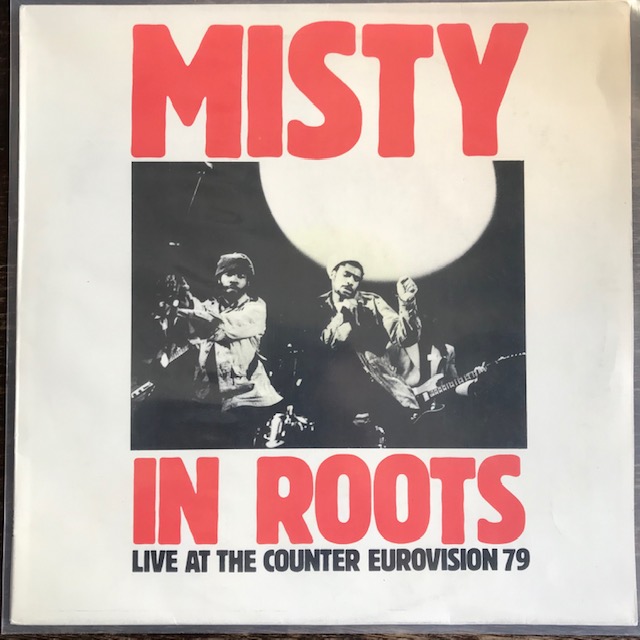 MISTY
IN ROOTS
LIVE AT THE COUNTER EUROVISION 79